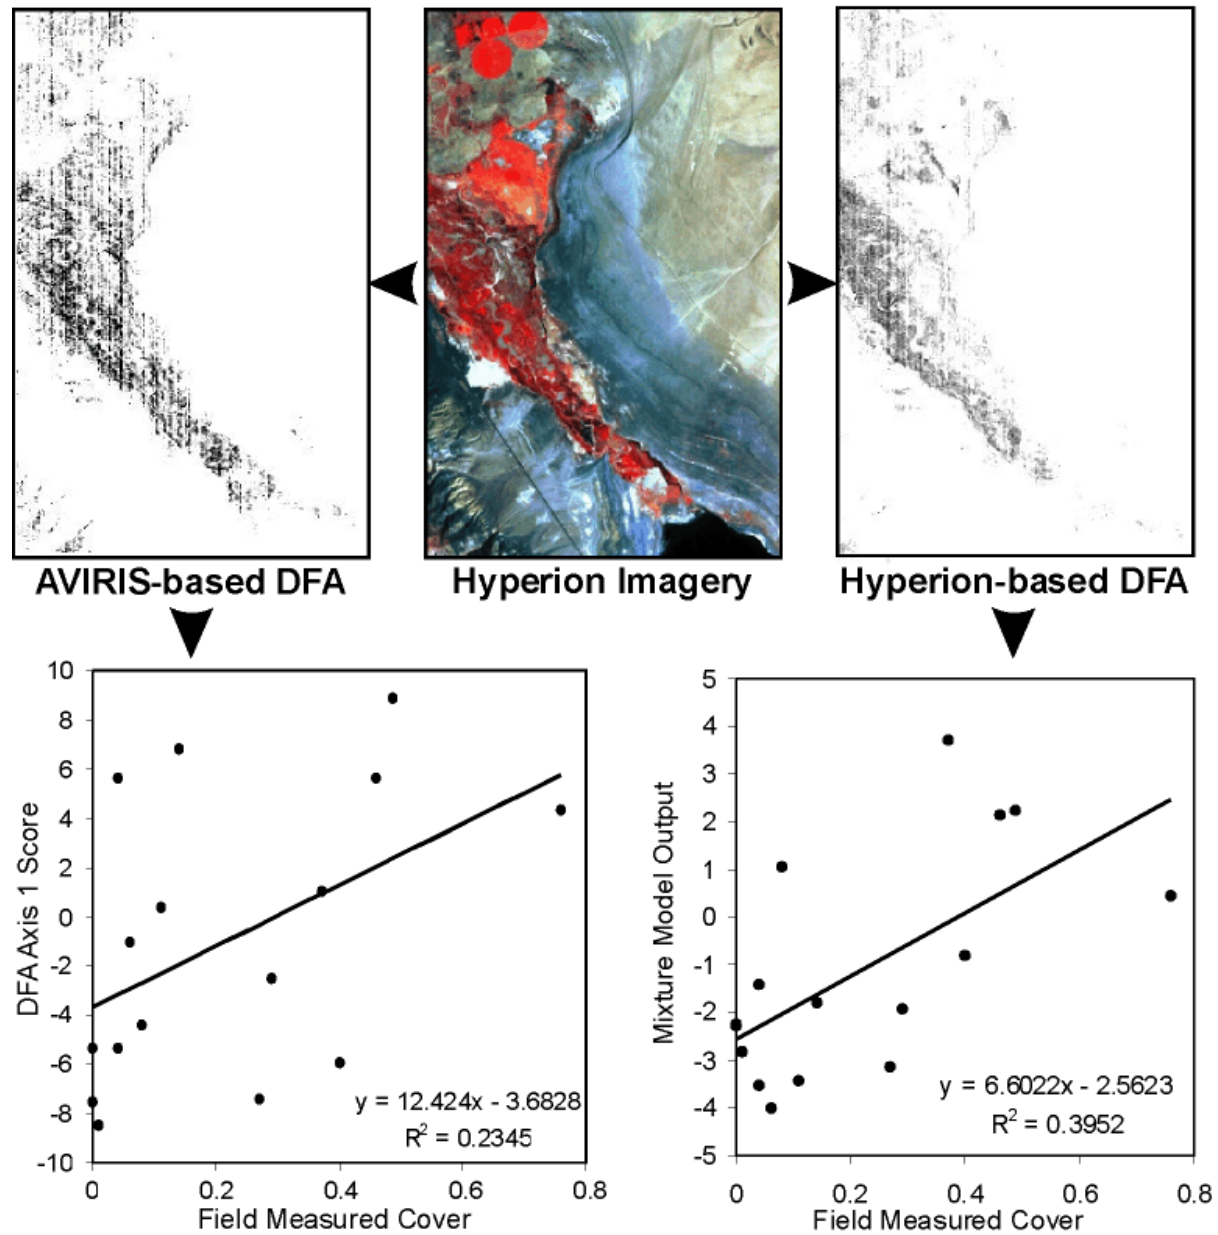 AVIRIS-based DFA
Hyperion Imagery
Hyperion-based DFA
10
8
6
4
2
0
-2
-4
-6
-8
-10
DFA Axis 1 Score
y = 12.424x - 3.6828
R² = 0.2345
0 0.2 0.4 0.6 0.8
Field Measured Cover
5
4
3
2
1
0
-1
-2
-3
-4
-5
Mixture Model Output
y = 6.6022x - 2.5623
R² = 0.3952
0 0.2 0.4 0.6 0.8
Field Measured Cover